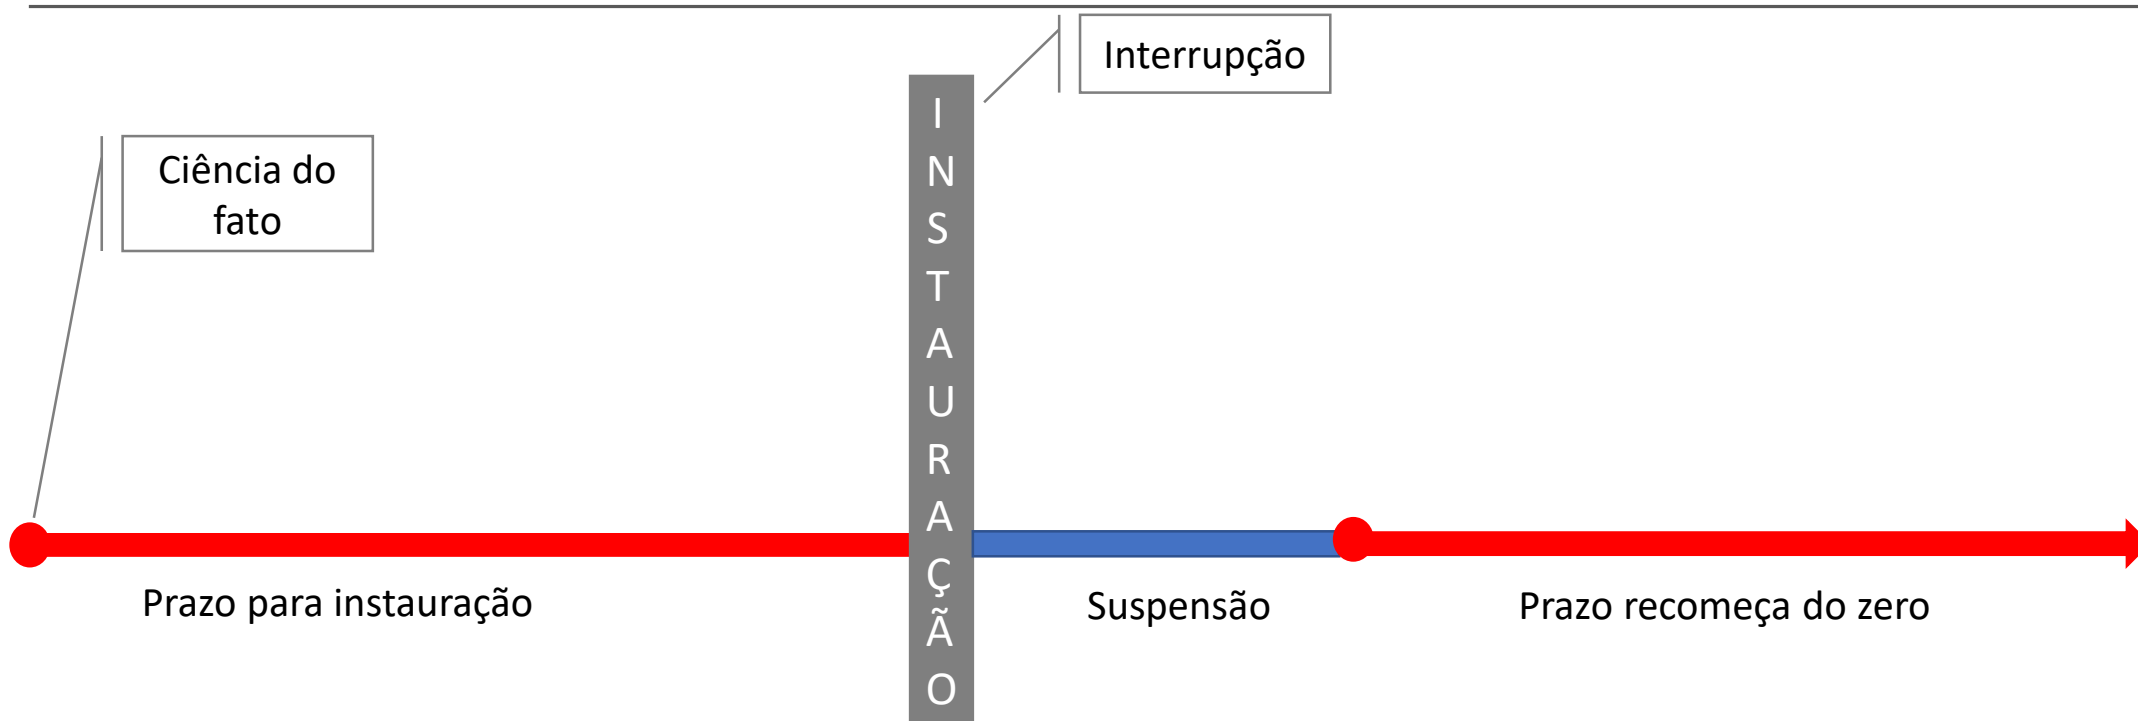 Interrupção
Ciência do
fato
I
N
S
T
A
U
R
A
Ç
Ã
O
Prazo para instauração
Suspensão
Prazo recomeça do zero